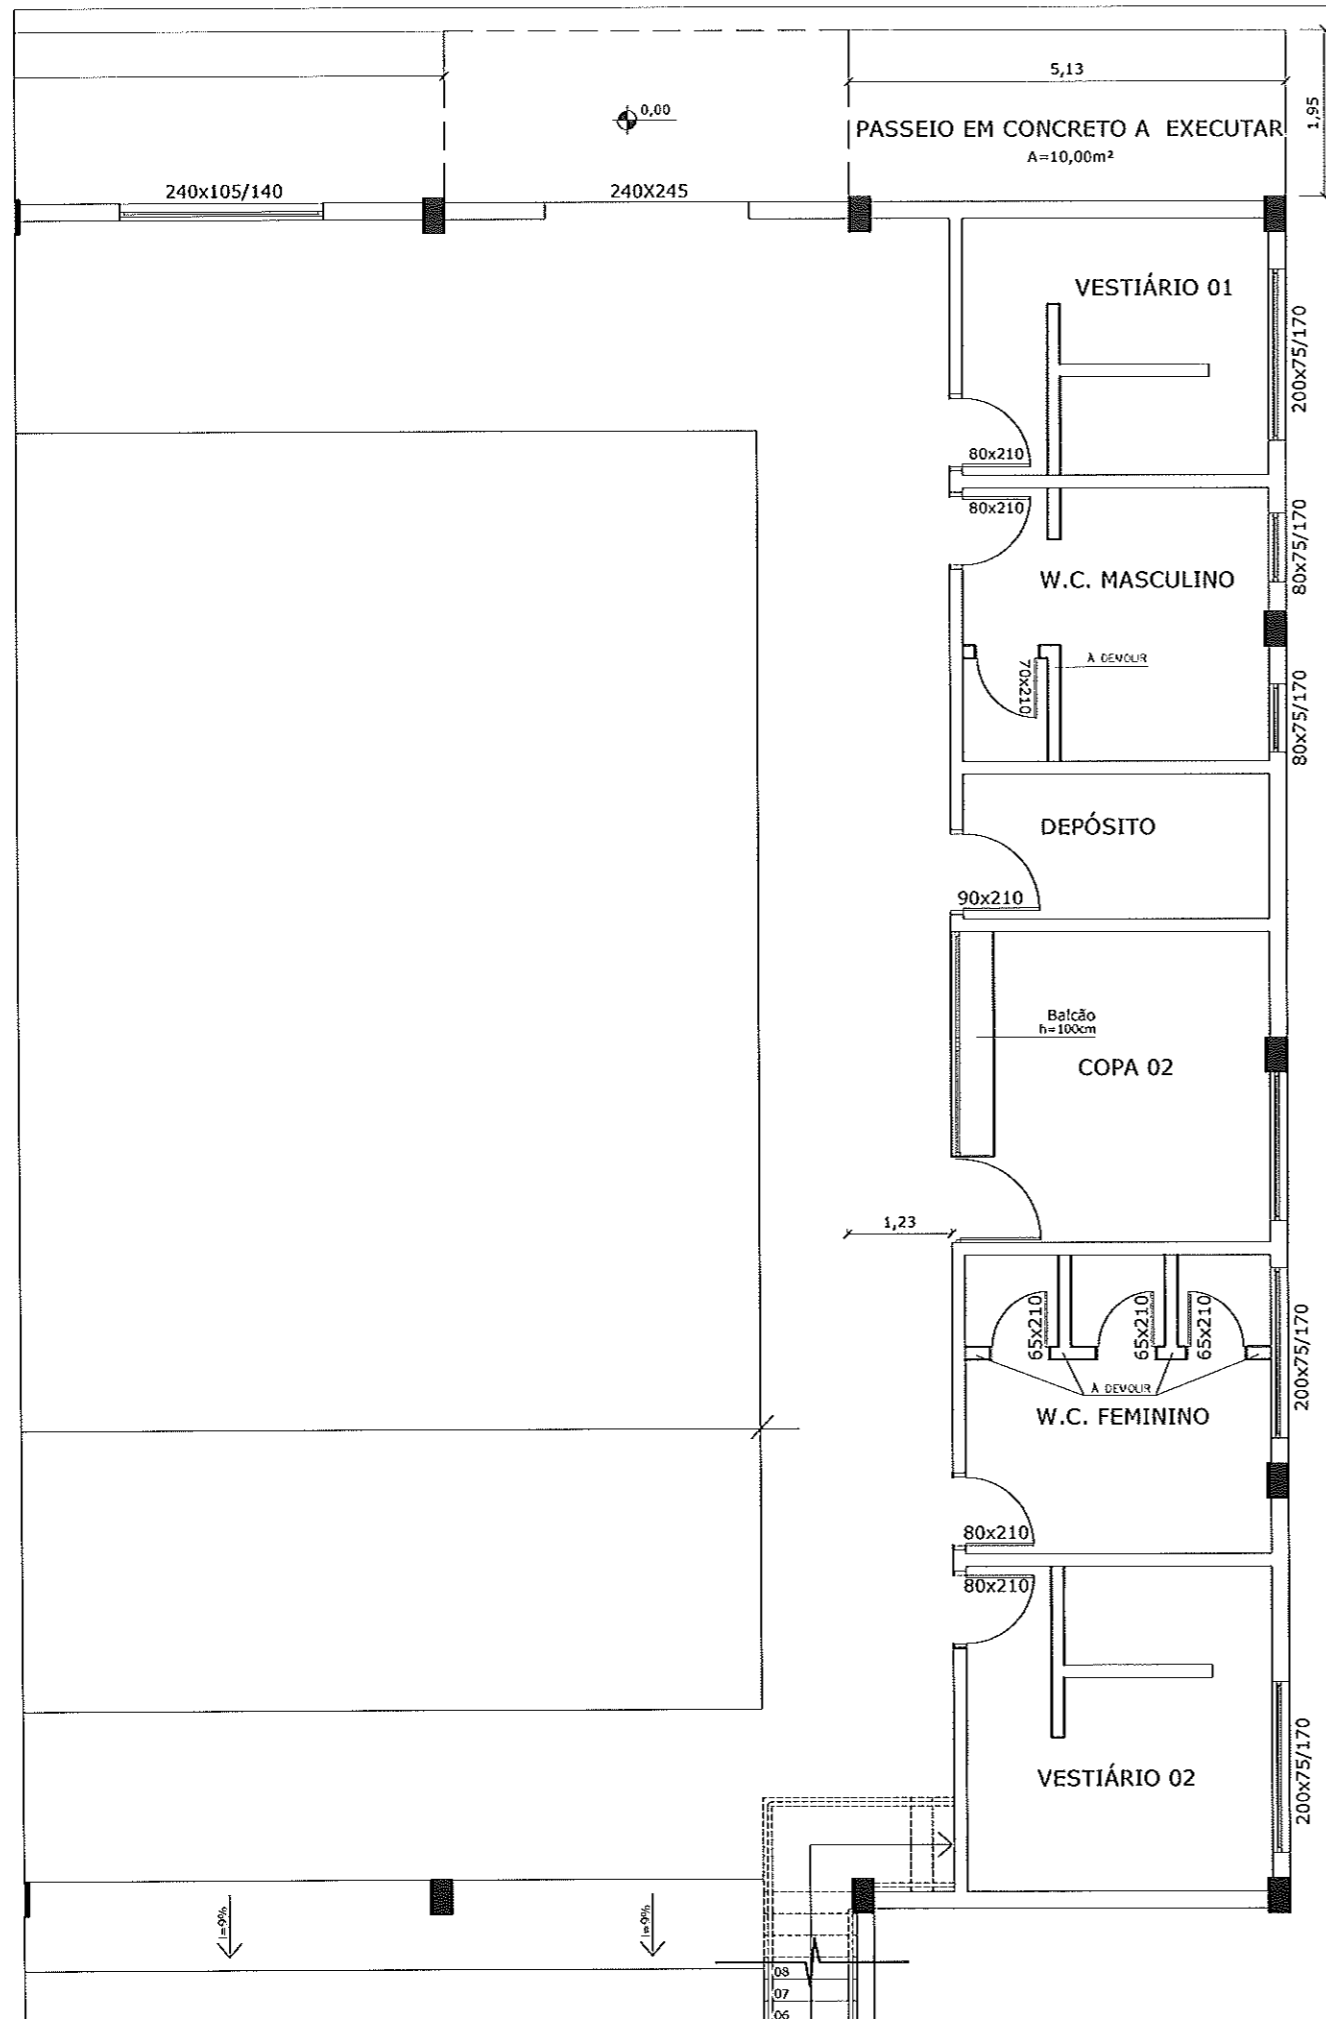 5,13
1,95
0,00
PASSEIO EM CONCRETO A EXECUTAR
A=10,00m²
240x105/140
240X245
VESTIÁRIO 01
200x75/170
80x210
80x210
80x75/170
W.C. MASCULINO
À DEMOLIR
70x210
80x75/170
DEPÓSITO
90x210
Balcão
h=100cm
COPA 02
1,23
65x210
65x210
65x210
200x75/170
À DEMOLIR
W.C. FEMININO
80x210
80x210
VESTIÁRIO 02
200x75/170
i=9%
i=9%
08
07
06